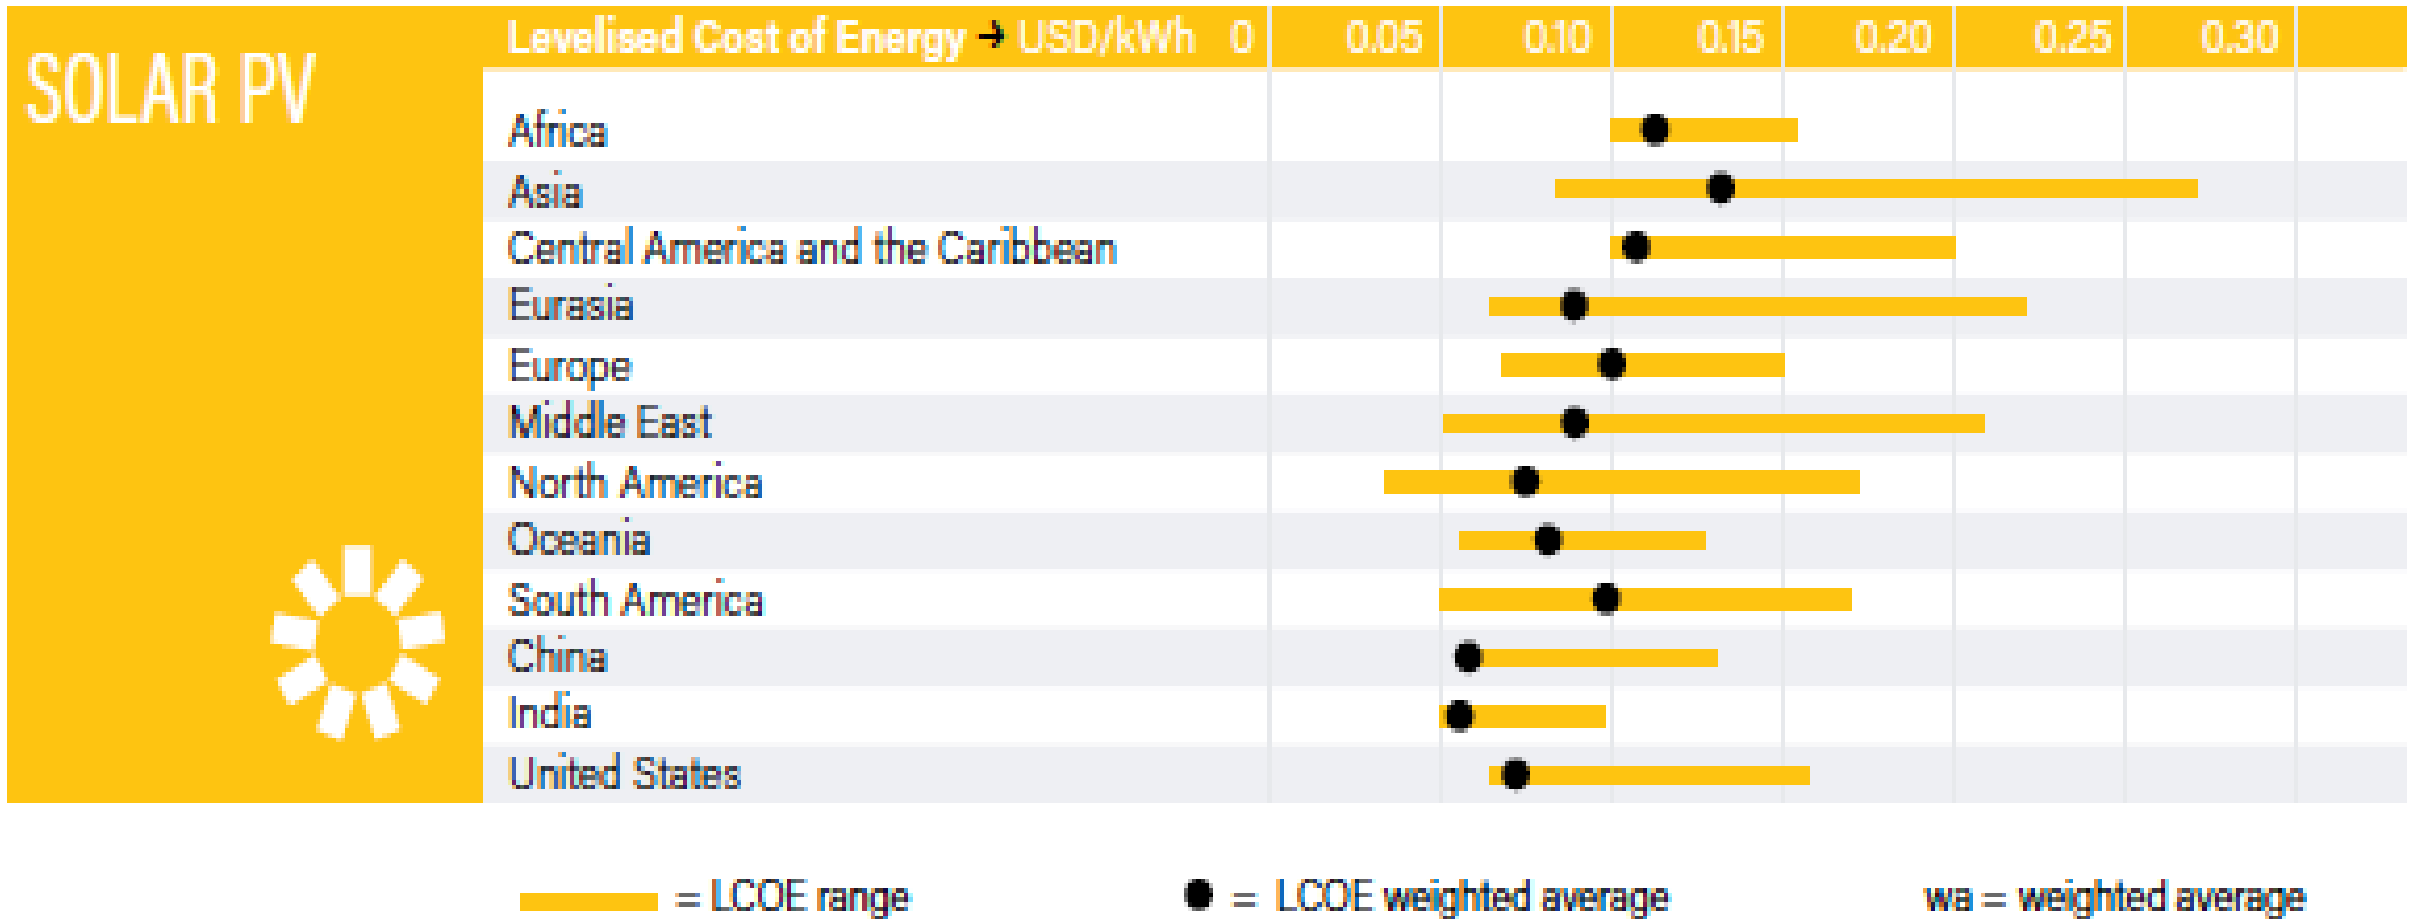 SOLAR PV
Levelised Cost of Energy → USD/kWh 0 0.05 0.10 0.15 0.20 0.25 0.30
Africa
Asia
Central America and the Caribbean
Eurasia
Europe
Middle East
North America
Oceania
South America
China
India
United States
= LCOE range = LCOE weighted average wa = weighted average